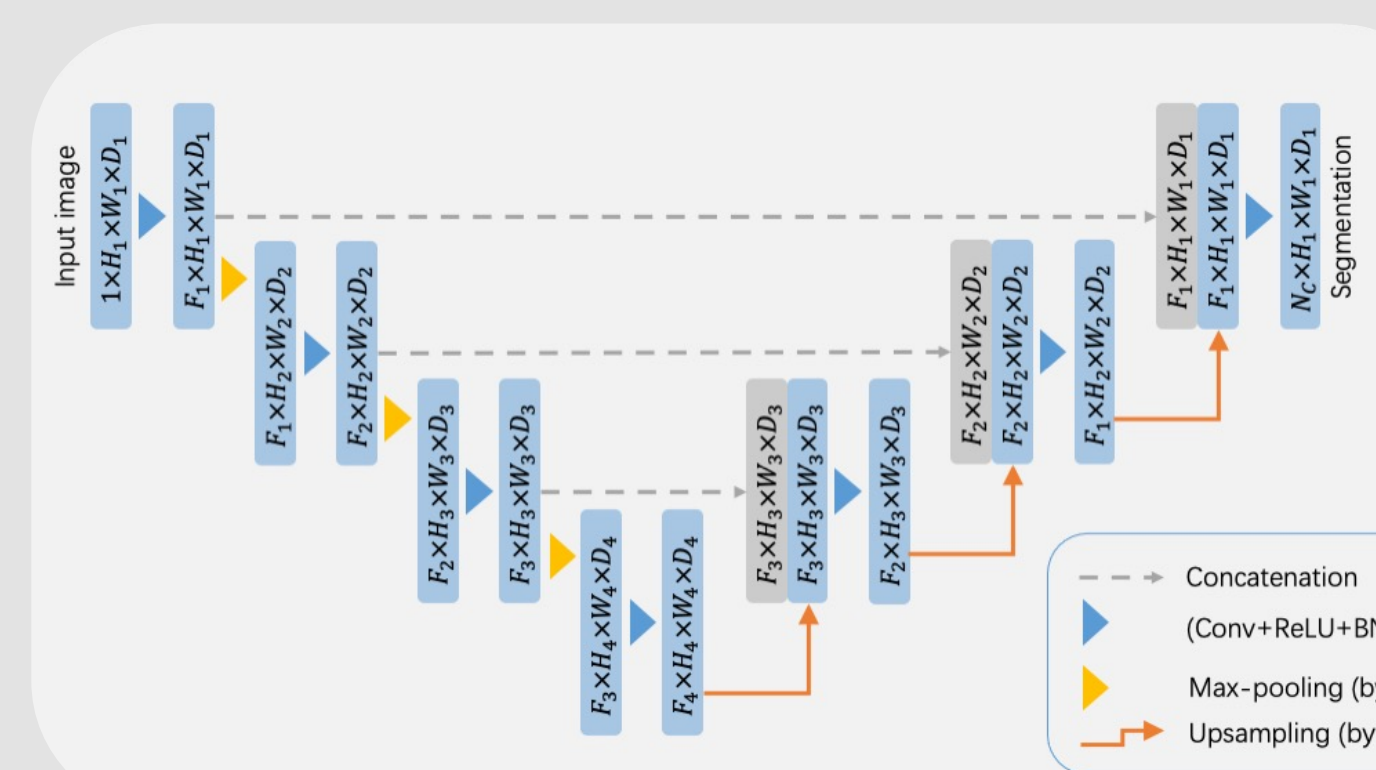 Input image
1×H₁×W₁×D₁
F₁×H₁×W₁×D₁
F₁×H₂×W₂×D₂
F₂×H₂×W₂×D₂
F₂×H₃×W₃×D₃
F₃×H₃×W₃×D₃
F₃×H₄×W₄×D₄
F₄×H₄×W₄×D₄
F₃×H₃×W₃×D₃
F₃×H₃×W₃×D₃
F₂×H₃×W₃×D₃
F₂×H₂×W₂×D₂
F₂×H₂×W₂×D₂
F₁×H₂×W₂×D₂
F₁×H₁×W₁×D₁
F₁×H₁×W₁×D₁
N_C×H₁×W₁×D₁
Segmentation
Concatenation
(Conv+ReLU+BN
Max-pooling (by
Upsampling (by